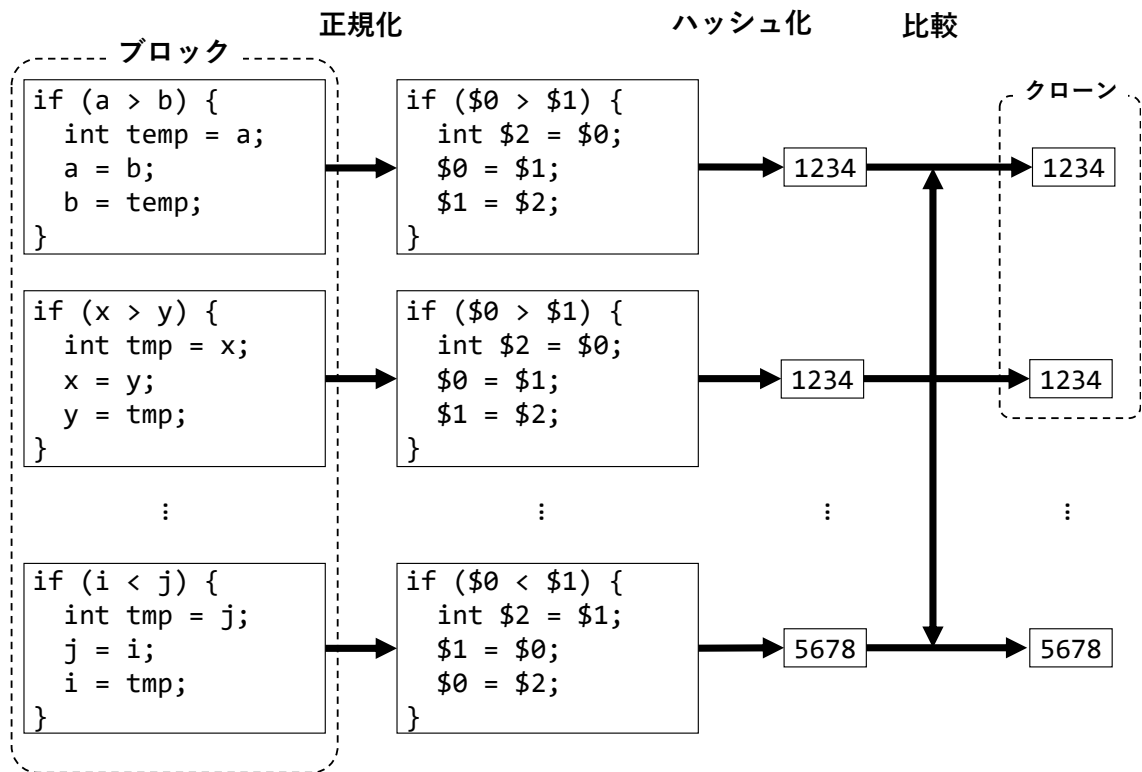 正規化
ハッシュ化
比較
ブロック
クローン
if (a > b) {
  int temp = a;
  a = b;
  b = temp;
}
if ($0 > $1) {
  int $2 = $0;
  $0 = $1;
  $1 = $2;
}
1234
1234
if (x > y) {
  int tmp = x;
  x = y;
  y = tmp;
}
if ($0 > $1) {
  int $2 = $0;
  $0 = $1;
  $1 = $2;
}
1234
1234
⋮
⋮
⋮
⋮
if (i < j) {
  int tmp = j;
  j = i;
  i = tmp;
}
if ($0 < $1) {
  int $2 = $1;
  $1 = $0;
  $0 = $2;
}
5678
5678